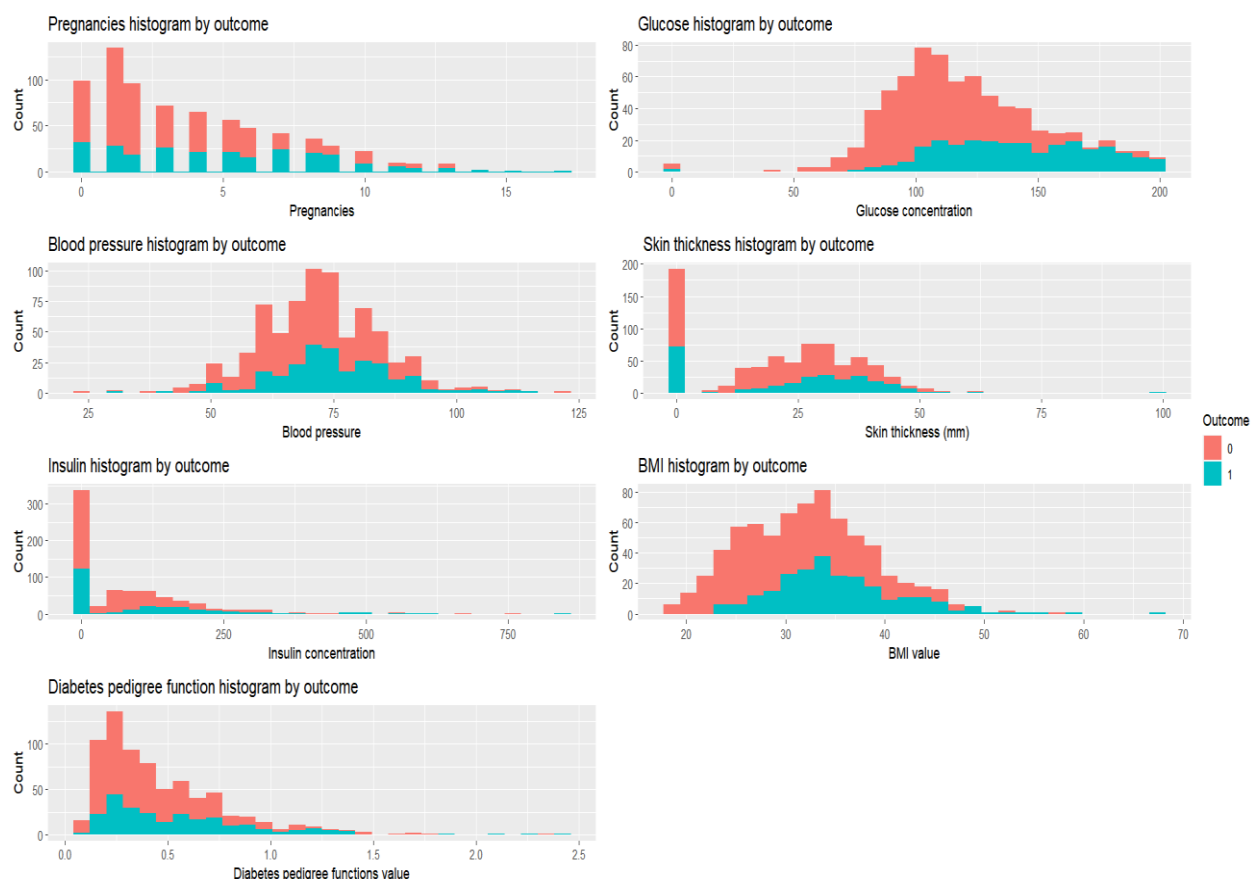 Pregnancies histogram by outcome
Count
100
50
0
0 5 10 15
Pregnancies
Glucose histogram by outcome
Count
80
60
40
20
0
0 50 100 150 200
Glucose concentration
Blood pressure histogram by outcome
Count
100
75
50
25
0
25 50 75 100 125
Blood pressure
Skin thickness histogram by outcome
Count
200
150
100
50
0
0 25 50 75 100
Skin thickness (mm)
Insulin histogram by outcome
Count
300
200
100
0
0 250 500 750
Insulin concentration
BMI histogram by outcome
Count
80
60
40
20
0
20 30 40 50 60 70
BMI value
Outcome
0
1
Diabetes pedigree function histogram by outcome
Count
100
50
0
0.0 0.5 1.0 1.5 2.0 2.5
Diabetes pedigree functions value